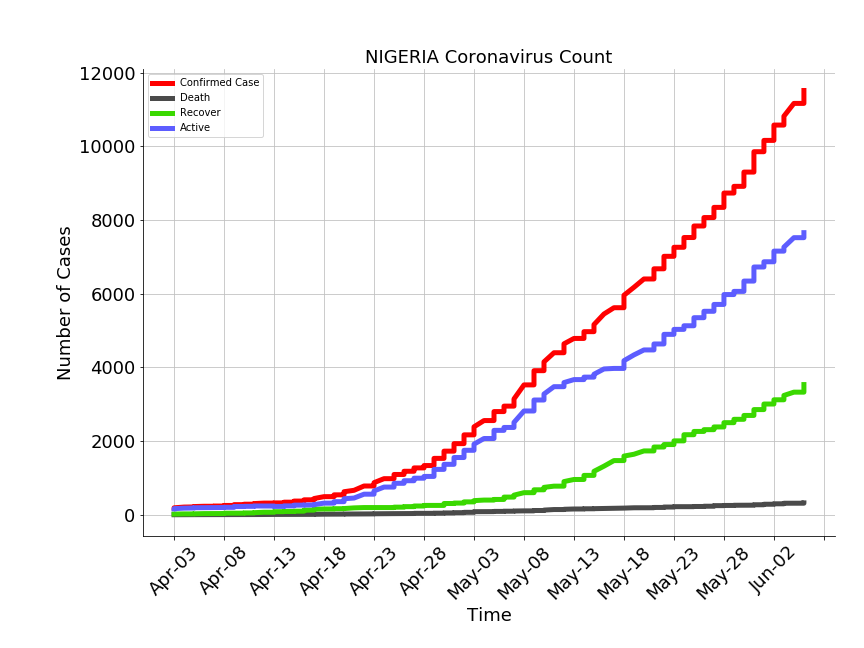 NIGERIA Coronavirus Count
Confirmed Case
Death
Recover
Active
12000
10000
8000
6000
4000
2000
0
Number of Cases
Apr-03
Apr-08
Apr-13
Apr-18
Apr-23
Apr-28
May-03
May-08
May-13
May-18
May-23
May-28
Jun-02
Time